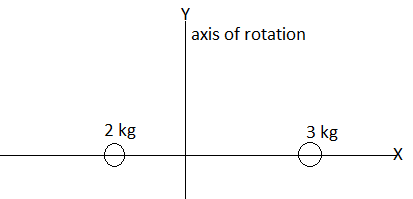 Y
axis of rotation
2 kg
3 kg
X